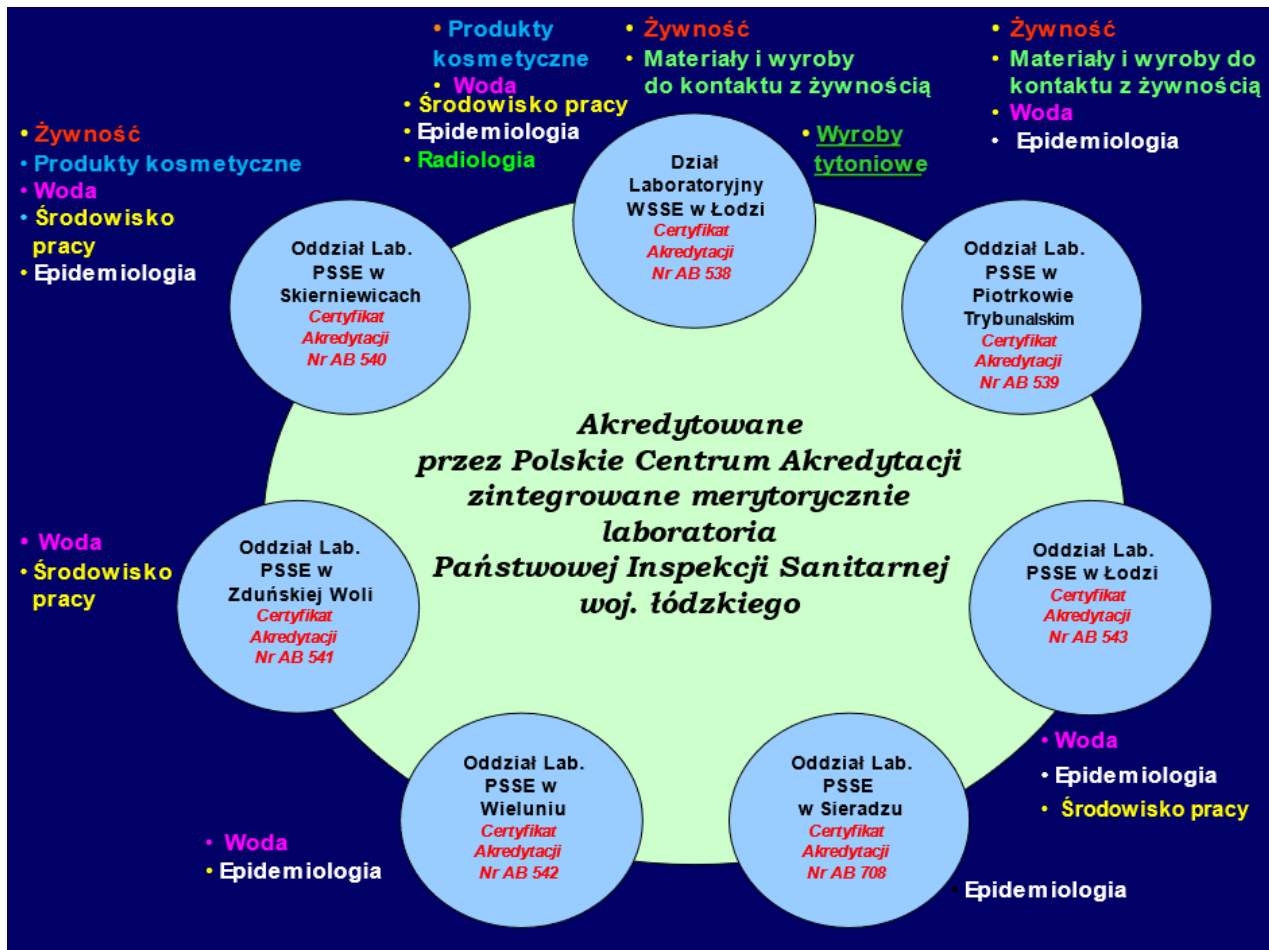 • Produkty
kosmetyczne
• Woda
• Środowisko pracy
• Epidemiologia
• Radiologia
• Żywność
• Materiały i wyroby
do kontaktu z żywnością
• Wyroby
tytoniowe
• Żywność
• Materiały i wyroby do
kontaktu z żywnością
• Woda
• Epidemiologia
• Żywność
• Produkty kosmetyczne
• Woda
• Środowisko
pracy
• Epidemiologia
Dział
Laboratoryjny
WSSE w Łodzi
Certyfikat
Akredytacji
Nr AB 538
Oddział Lab.
PSSE w
Skierniewicach
Certyfikat
Akredytacji
Nr AB 540
Oddział Lab.
PSSE w
Piotrkowie
Trybunalskim
Certyfikat
Akredytacji
Nr AB 539
Akredytowane
przez Polskie Centrum Akredytacji
zintegrowane merytorycznie
laboratoria
Państwowej Inspekcji Sanitarnej
woj. łódzkiego
• Woda
• Środowisko
pracy
Oddział Lab.
PSSE w
Zduńskiej Woli
Certyfikat
Akredytacji
Nr AB 541
Oddział Lab.
PSSE w Łodzi
Certyfikat
Akredytacji
Nr AB 543
• Woda
• Epidemiologia
• Środowisko pracy
Oddział Lab.
PSSE w
Wieluniu
Certyfikat
Akredytacji
Nr AB 542
• Woda
• Epidemiologia
Oddział Lab.
PSSE
w Sieradzu
Certyfikat
Akredytacji
Nr AB 708
• Epidemiologia